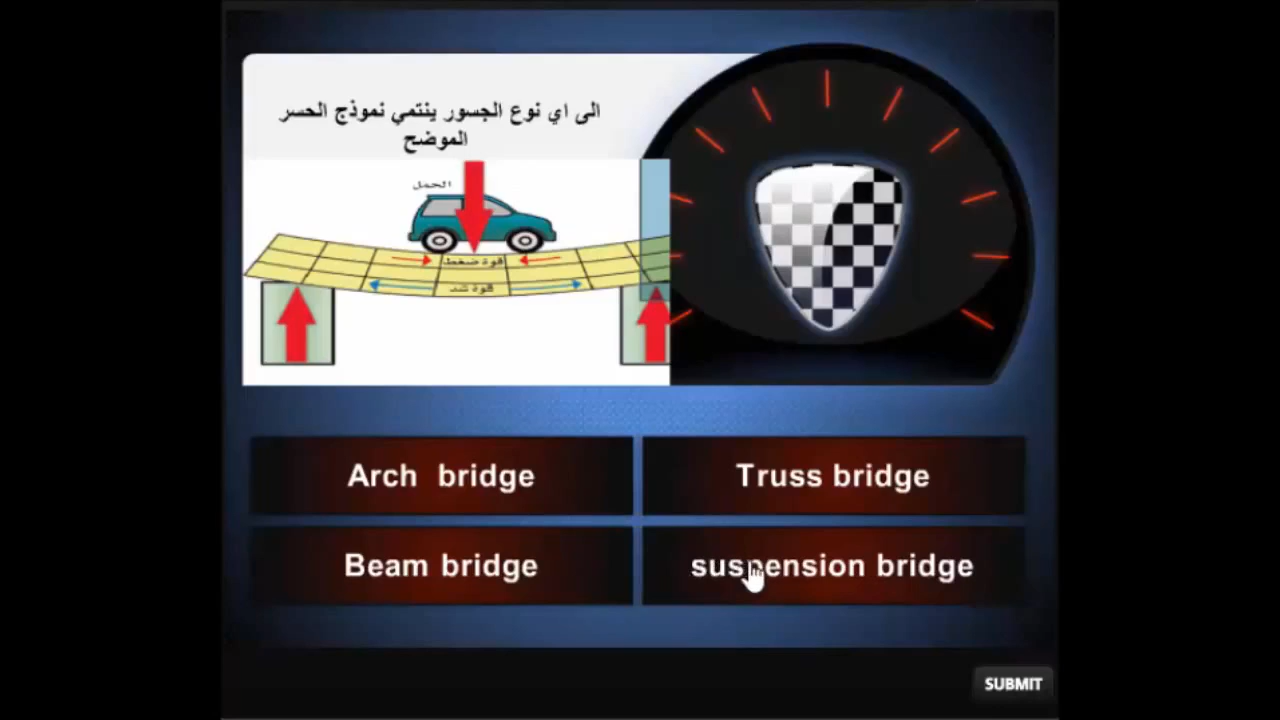 الى اي نوع الجسور ينتمي نموذج الحسر
الموضح
الحمل
قوة ضغط
قوة شد
Arch bridge
Truss bridge
Beam bridge
suspension bridge
SUBMIT